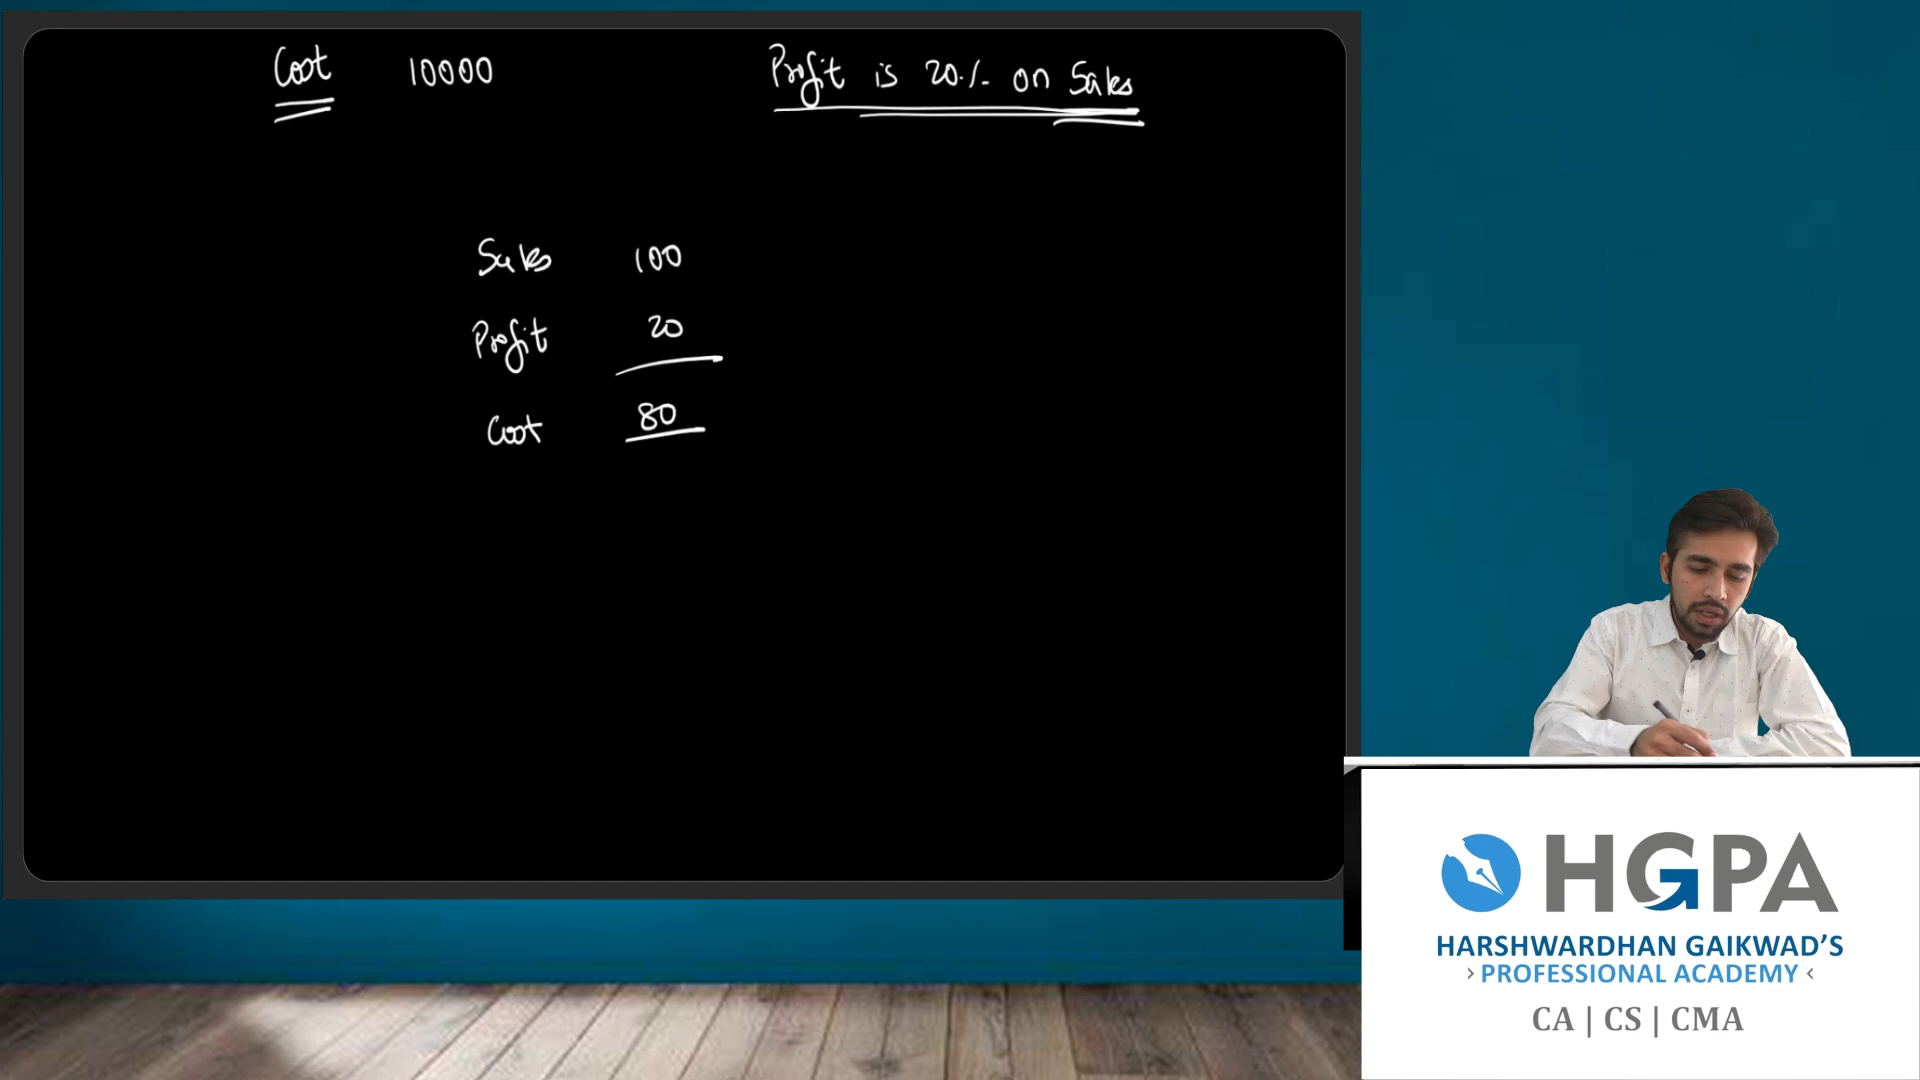 Cost 10000 Profit is 20% on Sales
Sales 100
Profit 20
Cost 80
HGPA
HARSHWARDHAN GAIKWAD’S
› PROFESSIONAL ACADEMY ‹
CA | CS | CMA